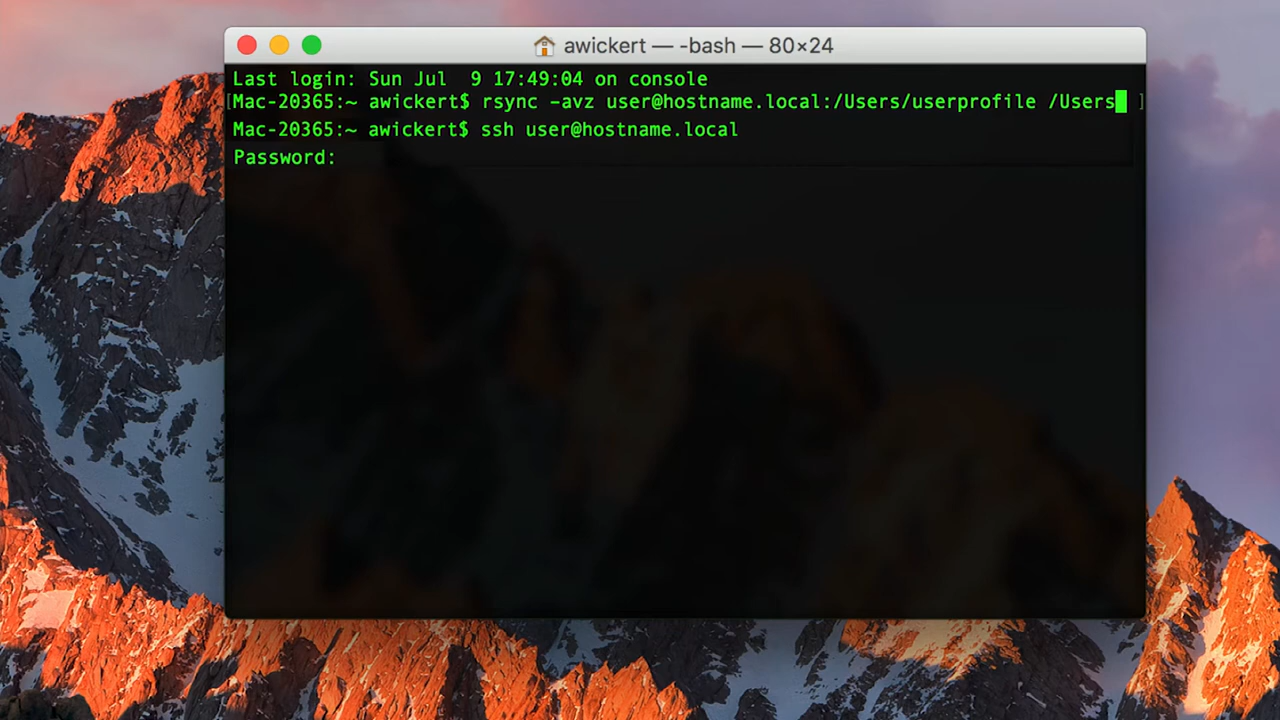 awickert — -bash — 80×24
Last login: Sun Jul  9 17:49:04 on console
[Mac-20365:~ awickert$ rsync -avz user@hostname.local:/Users/userprofile /Users ]
Mac-20365:~ awickert$ ssh user@hostname.local
Password: